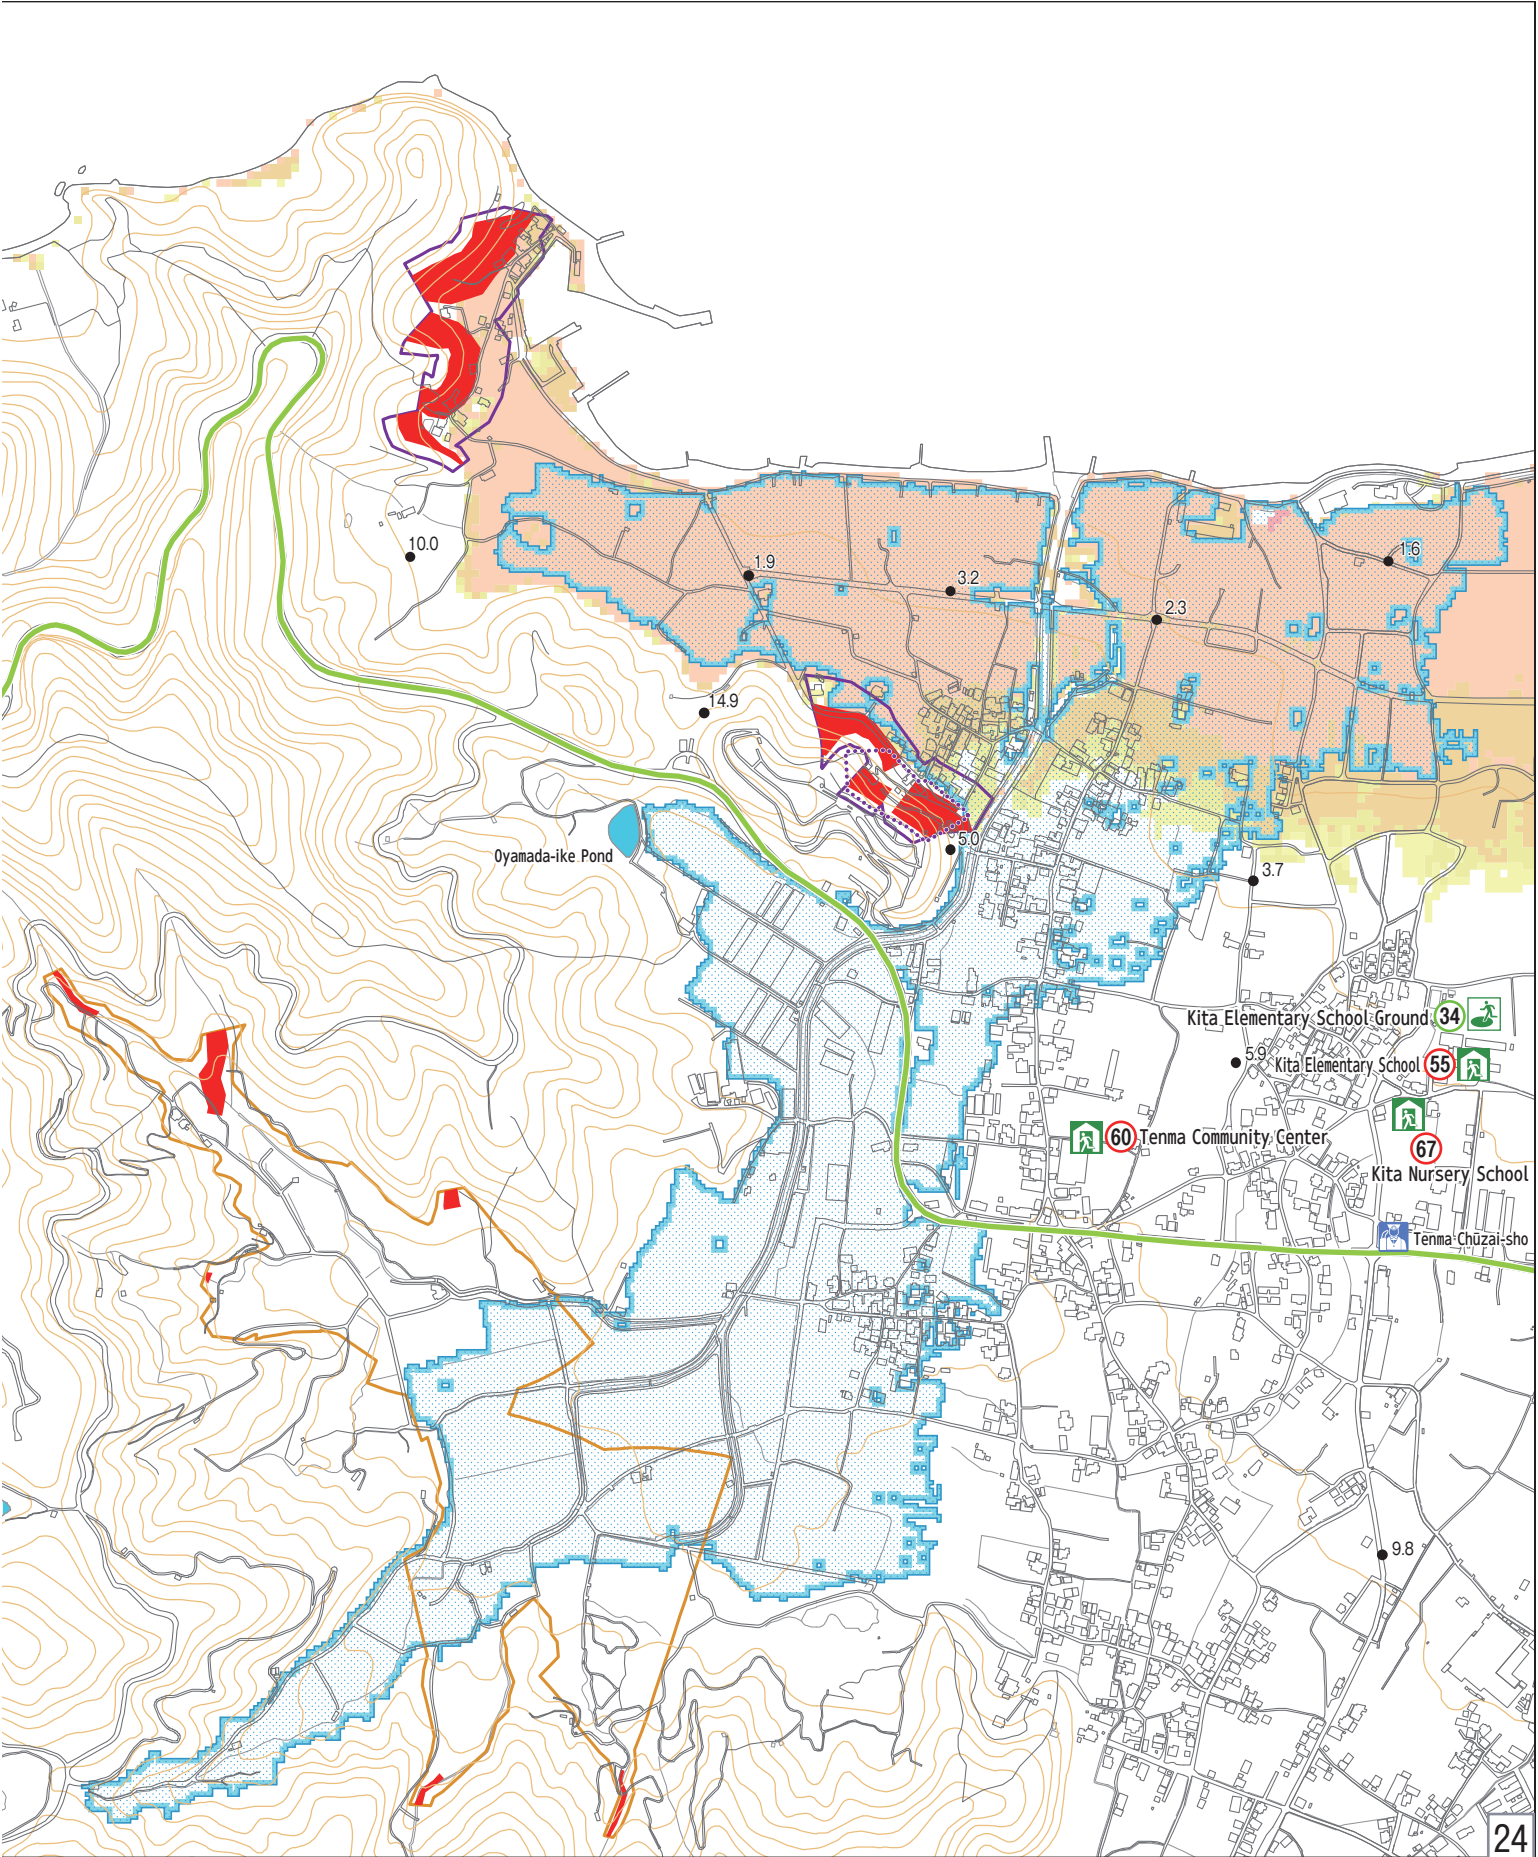 10.0
1.9
3.2
1.6
2.3
14.9
5.0
Oyamada-ike Pond
3.7
Kita Elementary School Ground 34
5.9
Kita Elementary School 55
60 Tenma Community Center
67
Kita Nursery School
Tenma Chūzai-sho
9.8
24